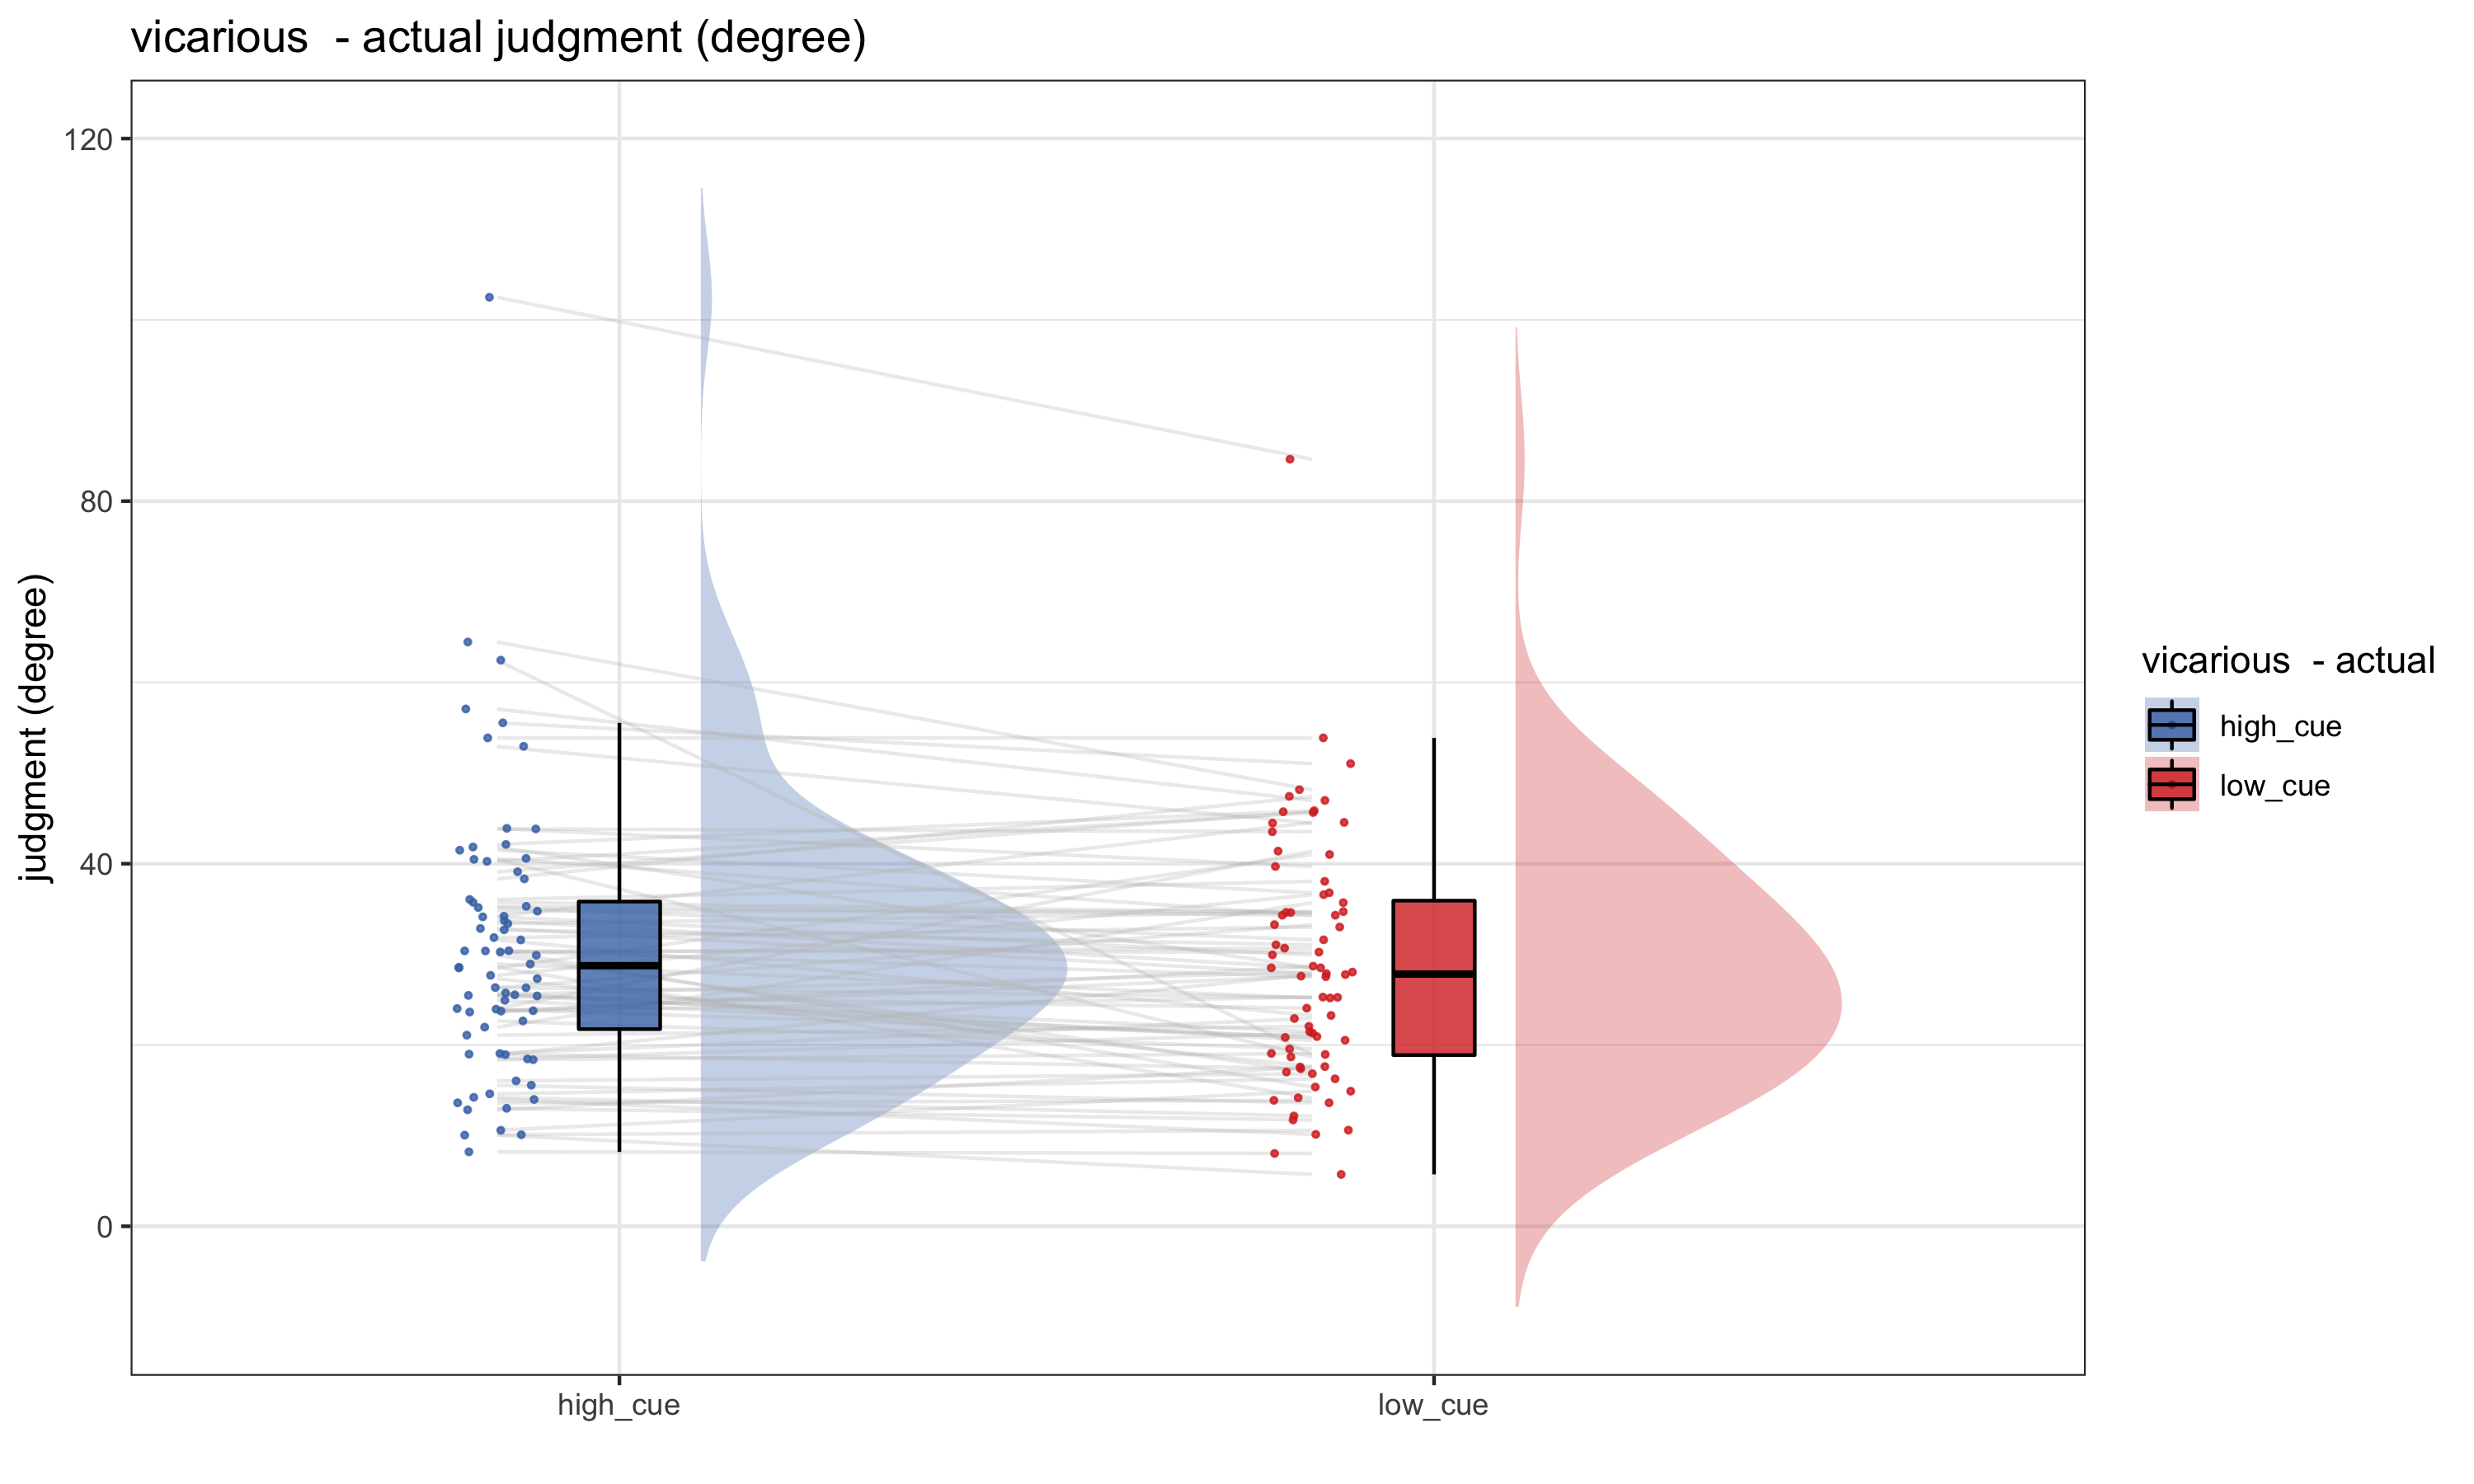 vicarious  - actual judgment (degree)
judgment (degree)
120
80
40
0
high_cue
low_cue
vicarious  - actual
high_cue
low_cue